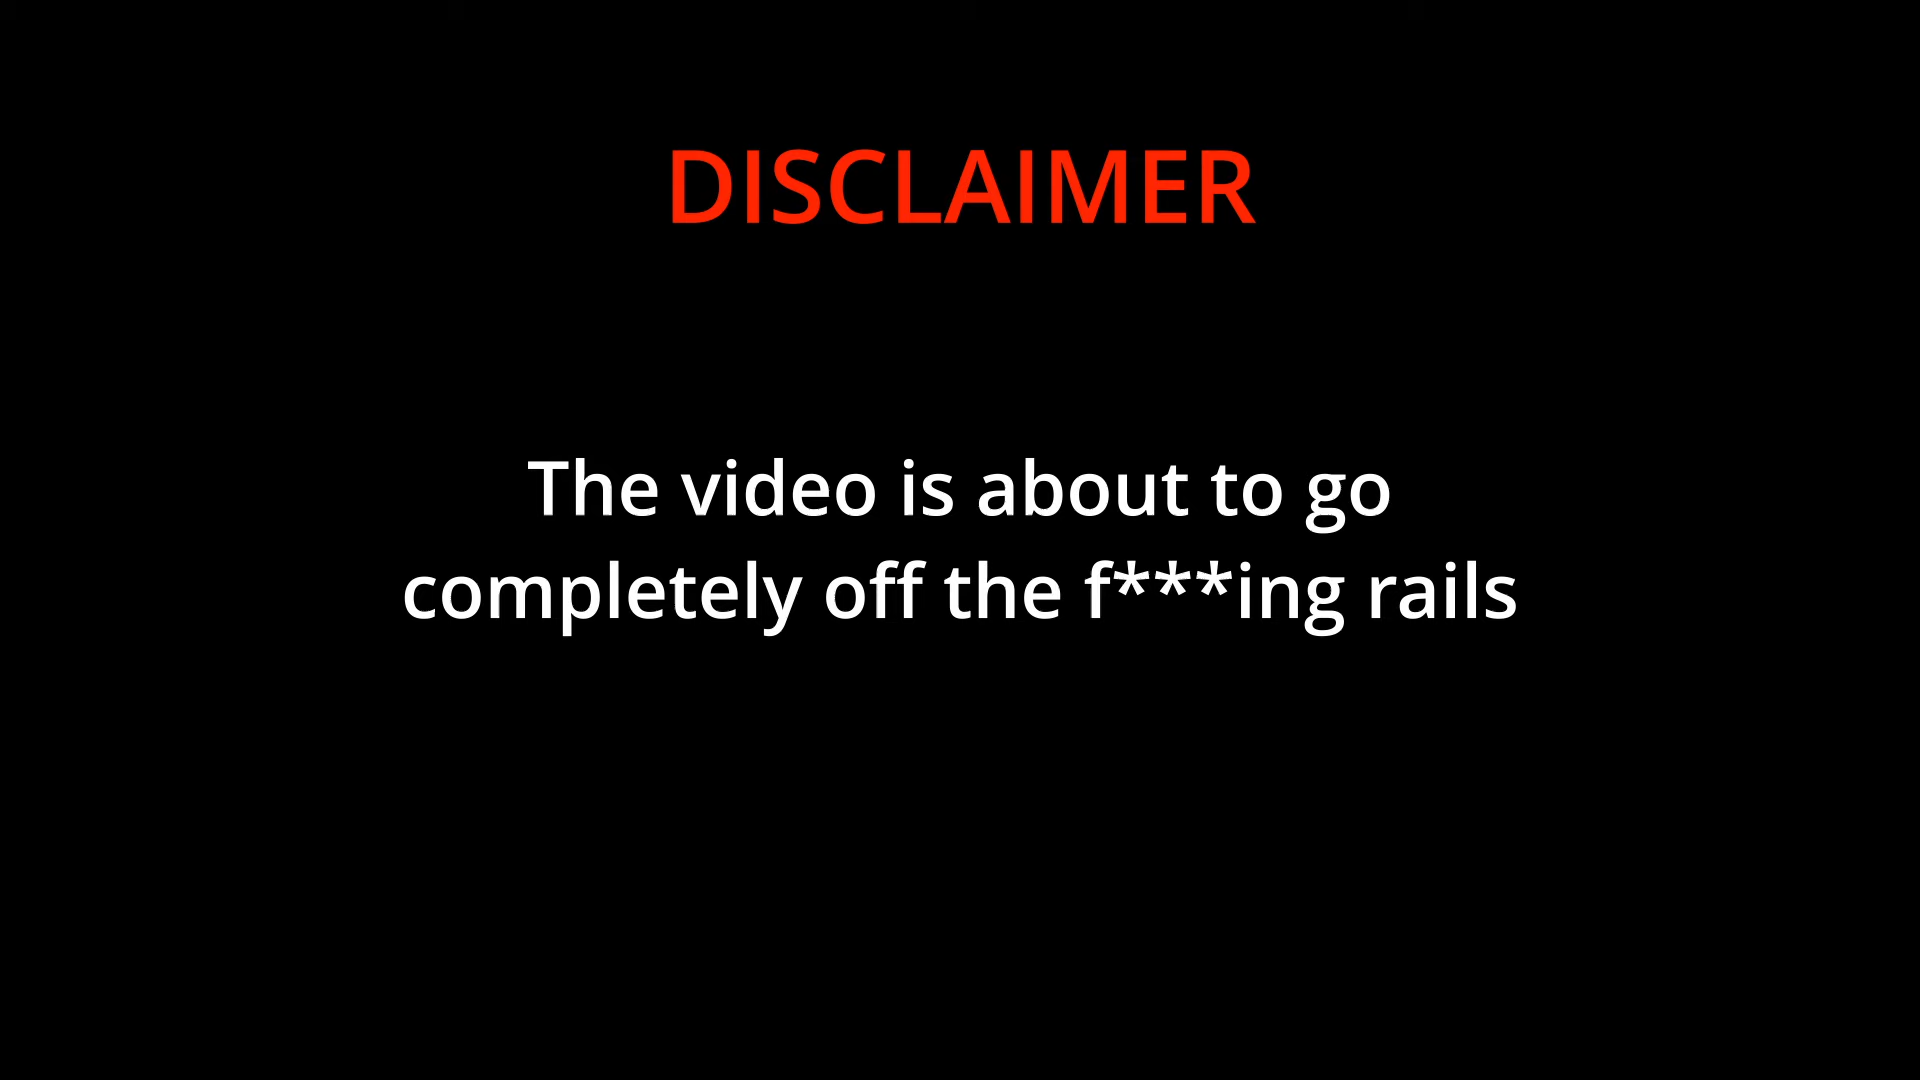 DISCLAIMER
The video is about to go
completely off the f***ing rails